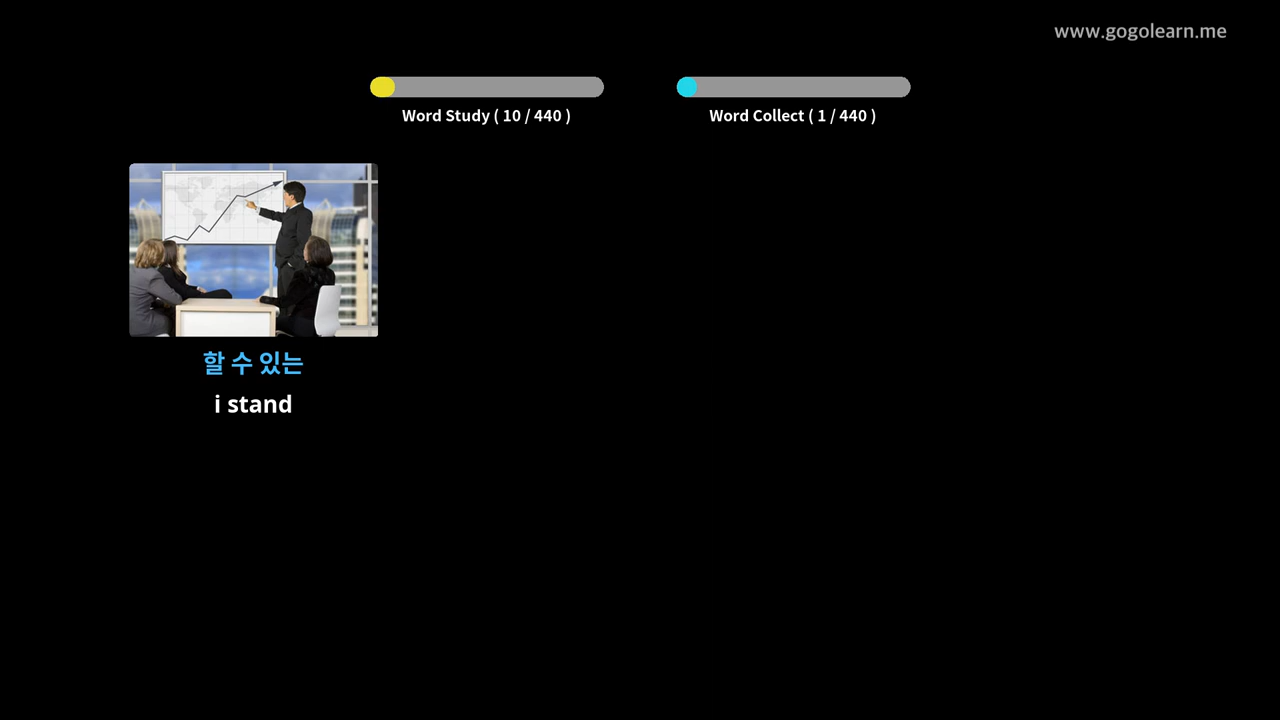 www.gogolearn.me
Word Study ( 10 / 440 )
Word Collect ( 1 / 440 )
할 수 있는
i stand